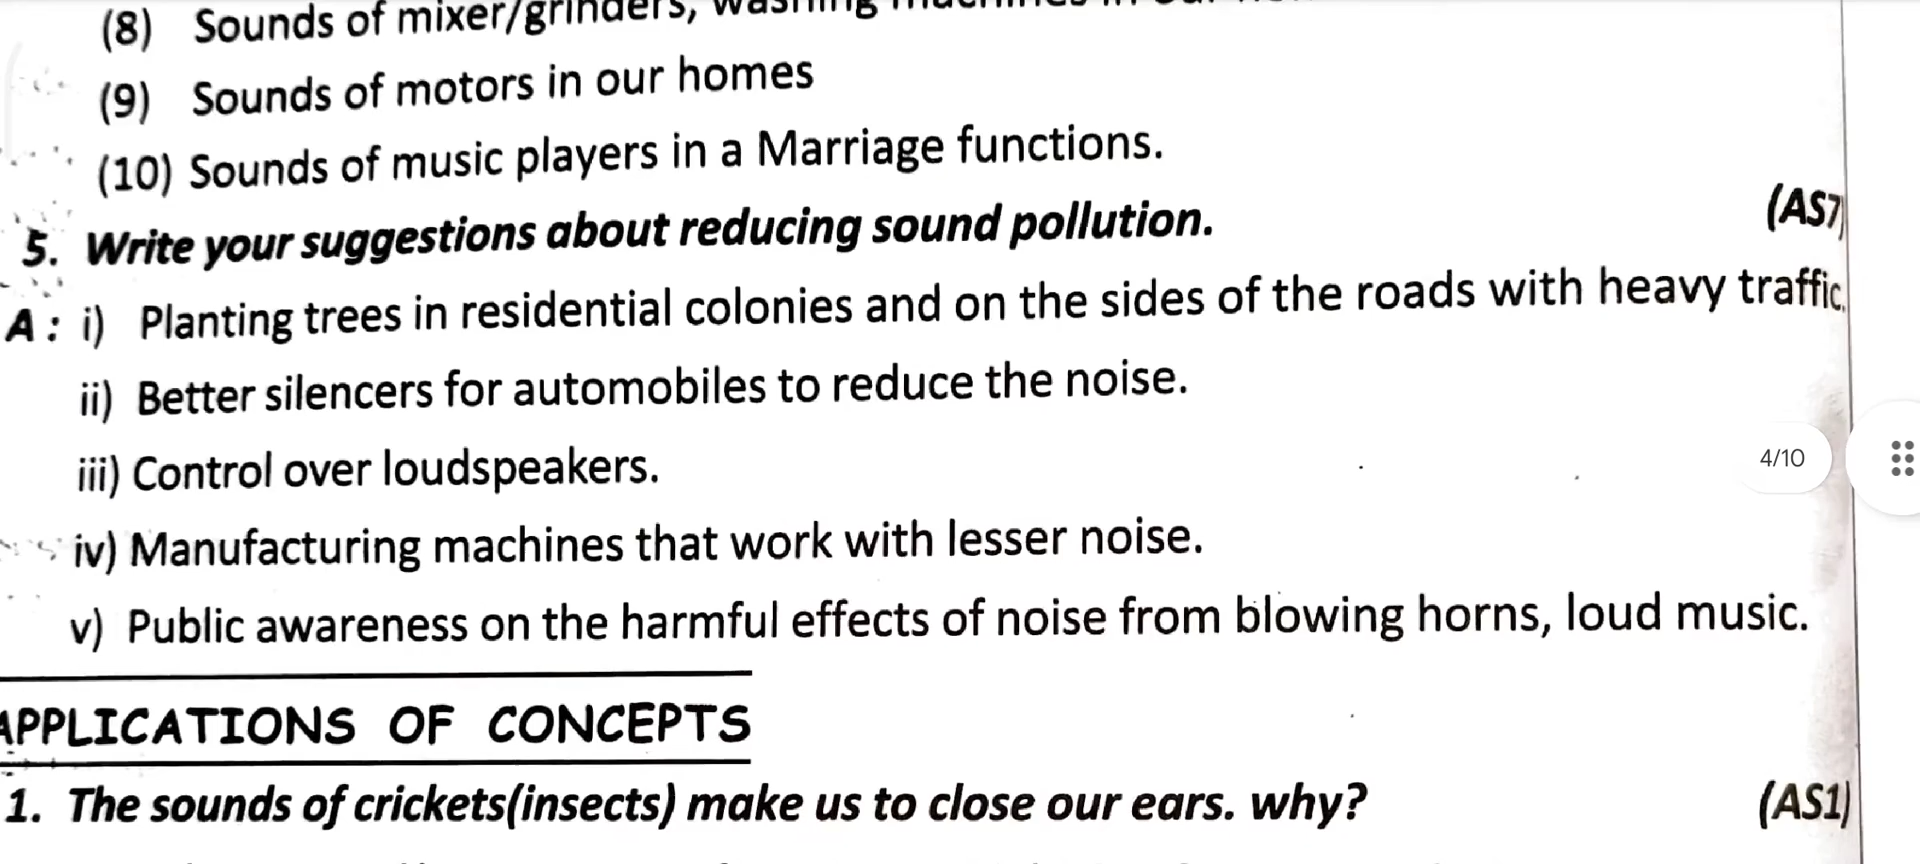 (8) Sounds of mixer/grinders, washing machines in our
(9) Sounds of motors in our homes
(10) Sounds of music players in a Marriage functions.
5. Write your suggestions about reducing sound pollution. (AS7)
A : i) Planting trees in residential colonies and on the sides of the roads with heavy traffic.
ii) Better silencers for automobiles to reduce the noise.
iii) Control over loudspeakers.
4/10
iv) Manufacturing machines that work with lesser noise.
v) Public awareness on the harmful effects of noise from blowing horns, loud music.
APPLICATIONS OF CONCEPTS
1. The sounds of crickets(insects) make us to close our ears. why? (AS1)